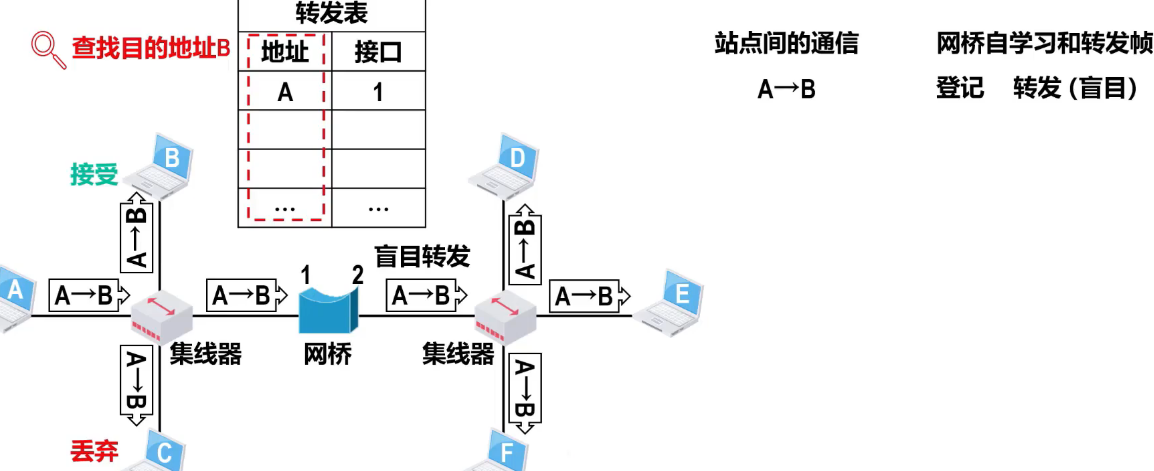 转发表
查找目的地址B
地址 接口
A 1
... ...
站点间的通信 网桥自学习和转发帧
A→B 登记 转发 (盲目)
B
接受
A→B
D
A→B
盲目转发
1 2
A
A→B
A→B
A→B
A→B
E
集线器 网桥 集线器
A→B
A→B
丢弃
C
F